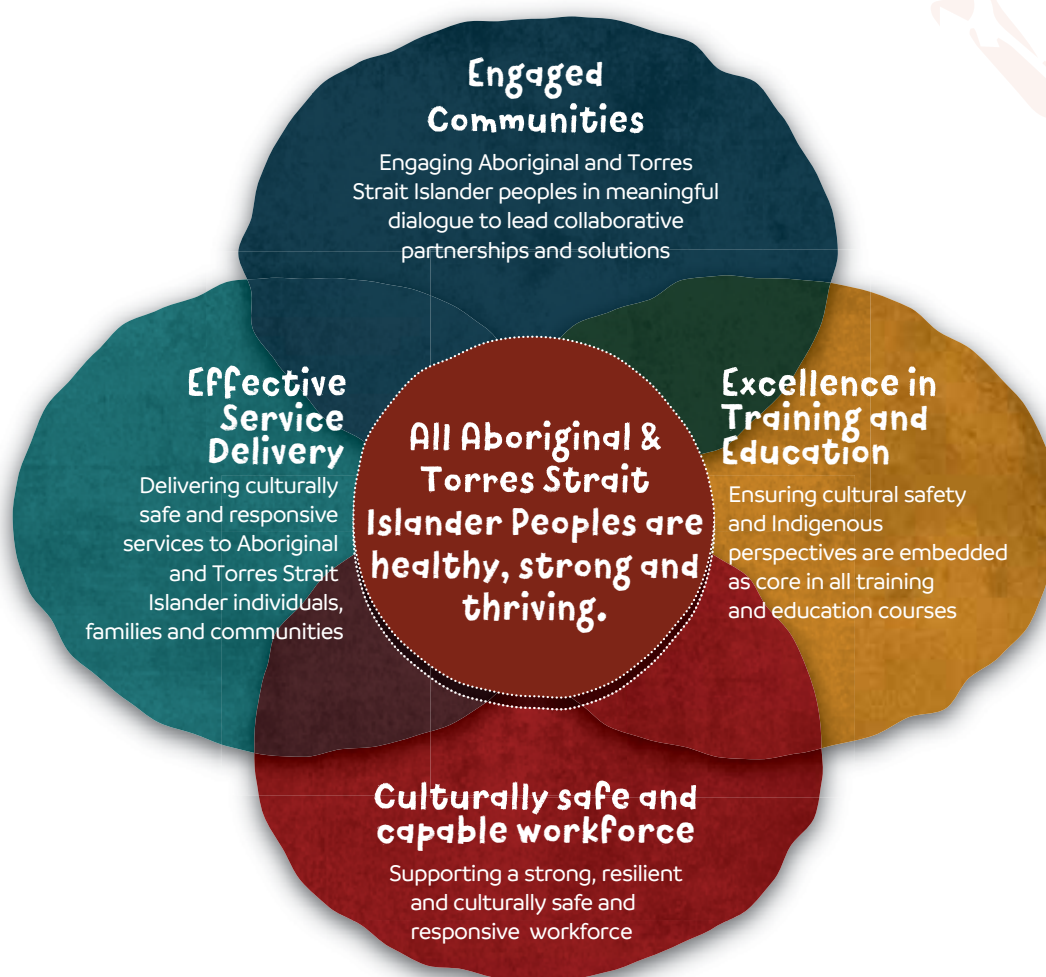 Engaged
Communities
Engaging Aboriginal and Torres
Strait Islander peoples in meaningful
dialogue to lead collaborative
partnerships and solutions
Effective
Service
Delivery
Delivering culturally
safe and responsive
services to Aboriginal
and Torres Strait
Islander individuals,
families and communities
All Aboriginal &
Torres Strait
Islander Peoples are
healthy, strong and
thriving.
Excellence in
Training and
Education
Ensuring cultural safety
and Indigenous
perspectives are embedded
as core in all training
and education courses
Culturally safe and
capable workforce
Supporting a strong, resilient
and culturally safe and
responsive workforce